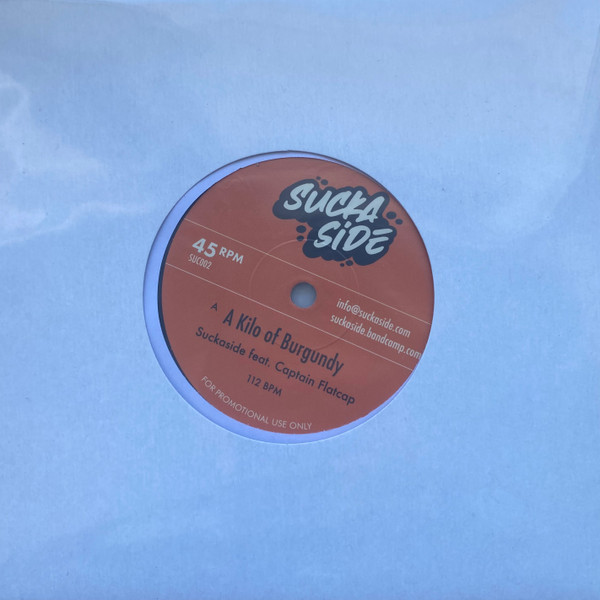 SUCKA
SIDE
45 RPM
SUC002
info@suckaside.com
suckaside.bandcamp.com
A A Kilo of Burgundy
Suckaside feat. Captain Flatcap
112 BPM
FOR PROMOTIONAL USE ONLY